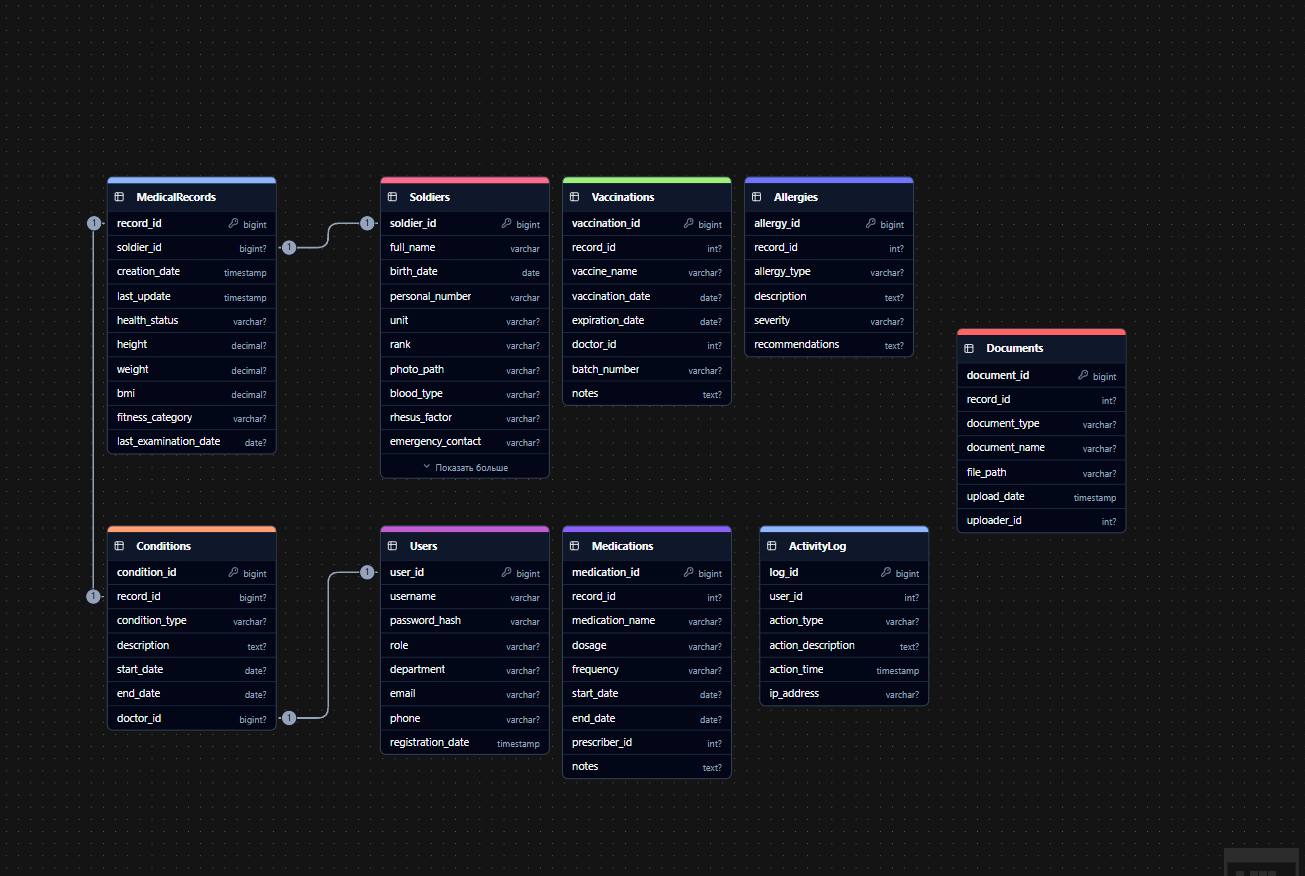 MedicalRecords
record_id bigint
soldier_id bigint?
creation_date timestamp
last_update timestamp
health_status varchar?
height decimal?
weight decimal?
bmi decimal?
fitness_category varchar?
last_examination_date date?
Soldiers
soldier_id bigint
full_name varchar
birth_date date
personal_number varchar
unit varchar?
rank varchar?
photo_path varchar?
blood_type varchar?
rhesus_factor varchar?
emergency_contact varchar?
Показать больше
Vaccinations
vaccination_id bigint
record_id int?
vaccine_name varchar?
vaccination_date date?
expiration_date date?
doctor_id int?
batch_number varchar?
notes text?
Allergies
allergy_id bigint
record_id int?
allergy_type varchar?
description text?
severity varchar?
recommendations text?
Documents
document_id bigint
record_id int?
document_type varchar?
document_name varchar?
file_path varchar?
upload_date timestamp
uploader_id int?
Conditions
condition_id bigint
record_id bigint?
condition_type varchar?
description text?
start_date date?
end_date date?
doctor_id bigint?
Users
user_id bigint
username varchar
password_hash varchar
role varchar?
department varchar?
email varchar?
phone varchar?
registration_date timestamp
Medications
medication_id bigint
record_id int?
medication_name varchar?
dosage varchar?
frequency varchar?
start_date date?
end_date date?
prescriber_id int?
notes text?
ActivityLog
log_id bigint
user_id int?
action_type varchar?
action_description text?
action_time timestamp
ip_address varchar?
1
1
1
1
1
1